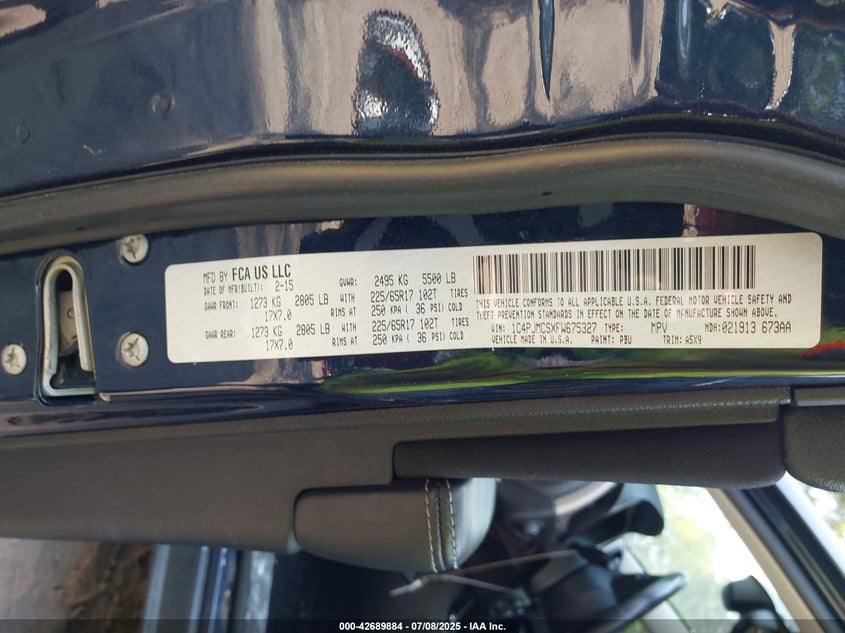 MFD BY FCA US LLC
DATE OF MFR(BUILT): 2-15 GVWR: 2495 KG 5500 LB
GAWR FRONT: 1273 KG 2805 LB WITH 225/65R17 102T TIRES
17X7.0 RIMS AT 250 KPA ( 36 PSI) COLD
GAWR REAR: 1273 KG 2805 LB WITH 225/65R17 102T TIRES
17X7.0 RIMS AT 250 KPA ( 36 PSI) COLD
THIS VEHICLE CONFORMS TO ALL APPLICABLE U.S.A. FEDERAL MOTOR VEHICLE SAFETY AND
THEFT PREVENTION STANDARDS IN EFFECT ON THE DATE OF MANUFACTURE SHOWN ABOVE.
VIN: 1C4PJMCSXFW675327 TYPE: MPV MDH: 021913 673AA
VEHICLE MADE IN U.S.A. PAINT: PBU TRIM: A5X9
000-42689884 / 07/08/2025 - IAA Inc.